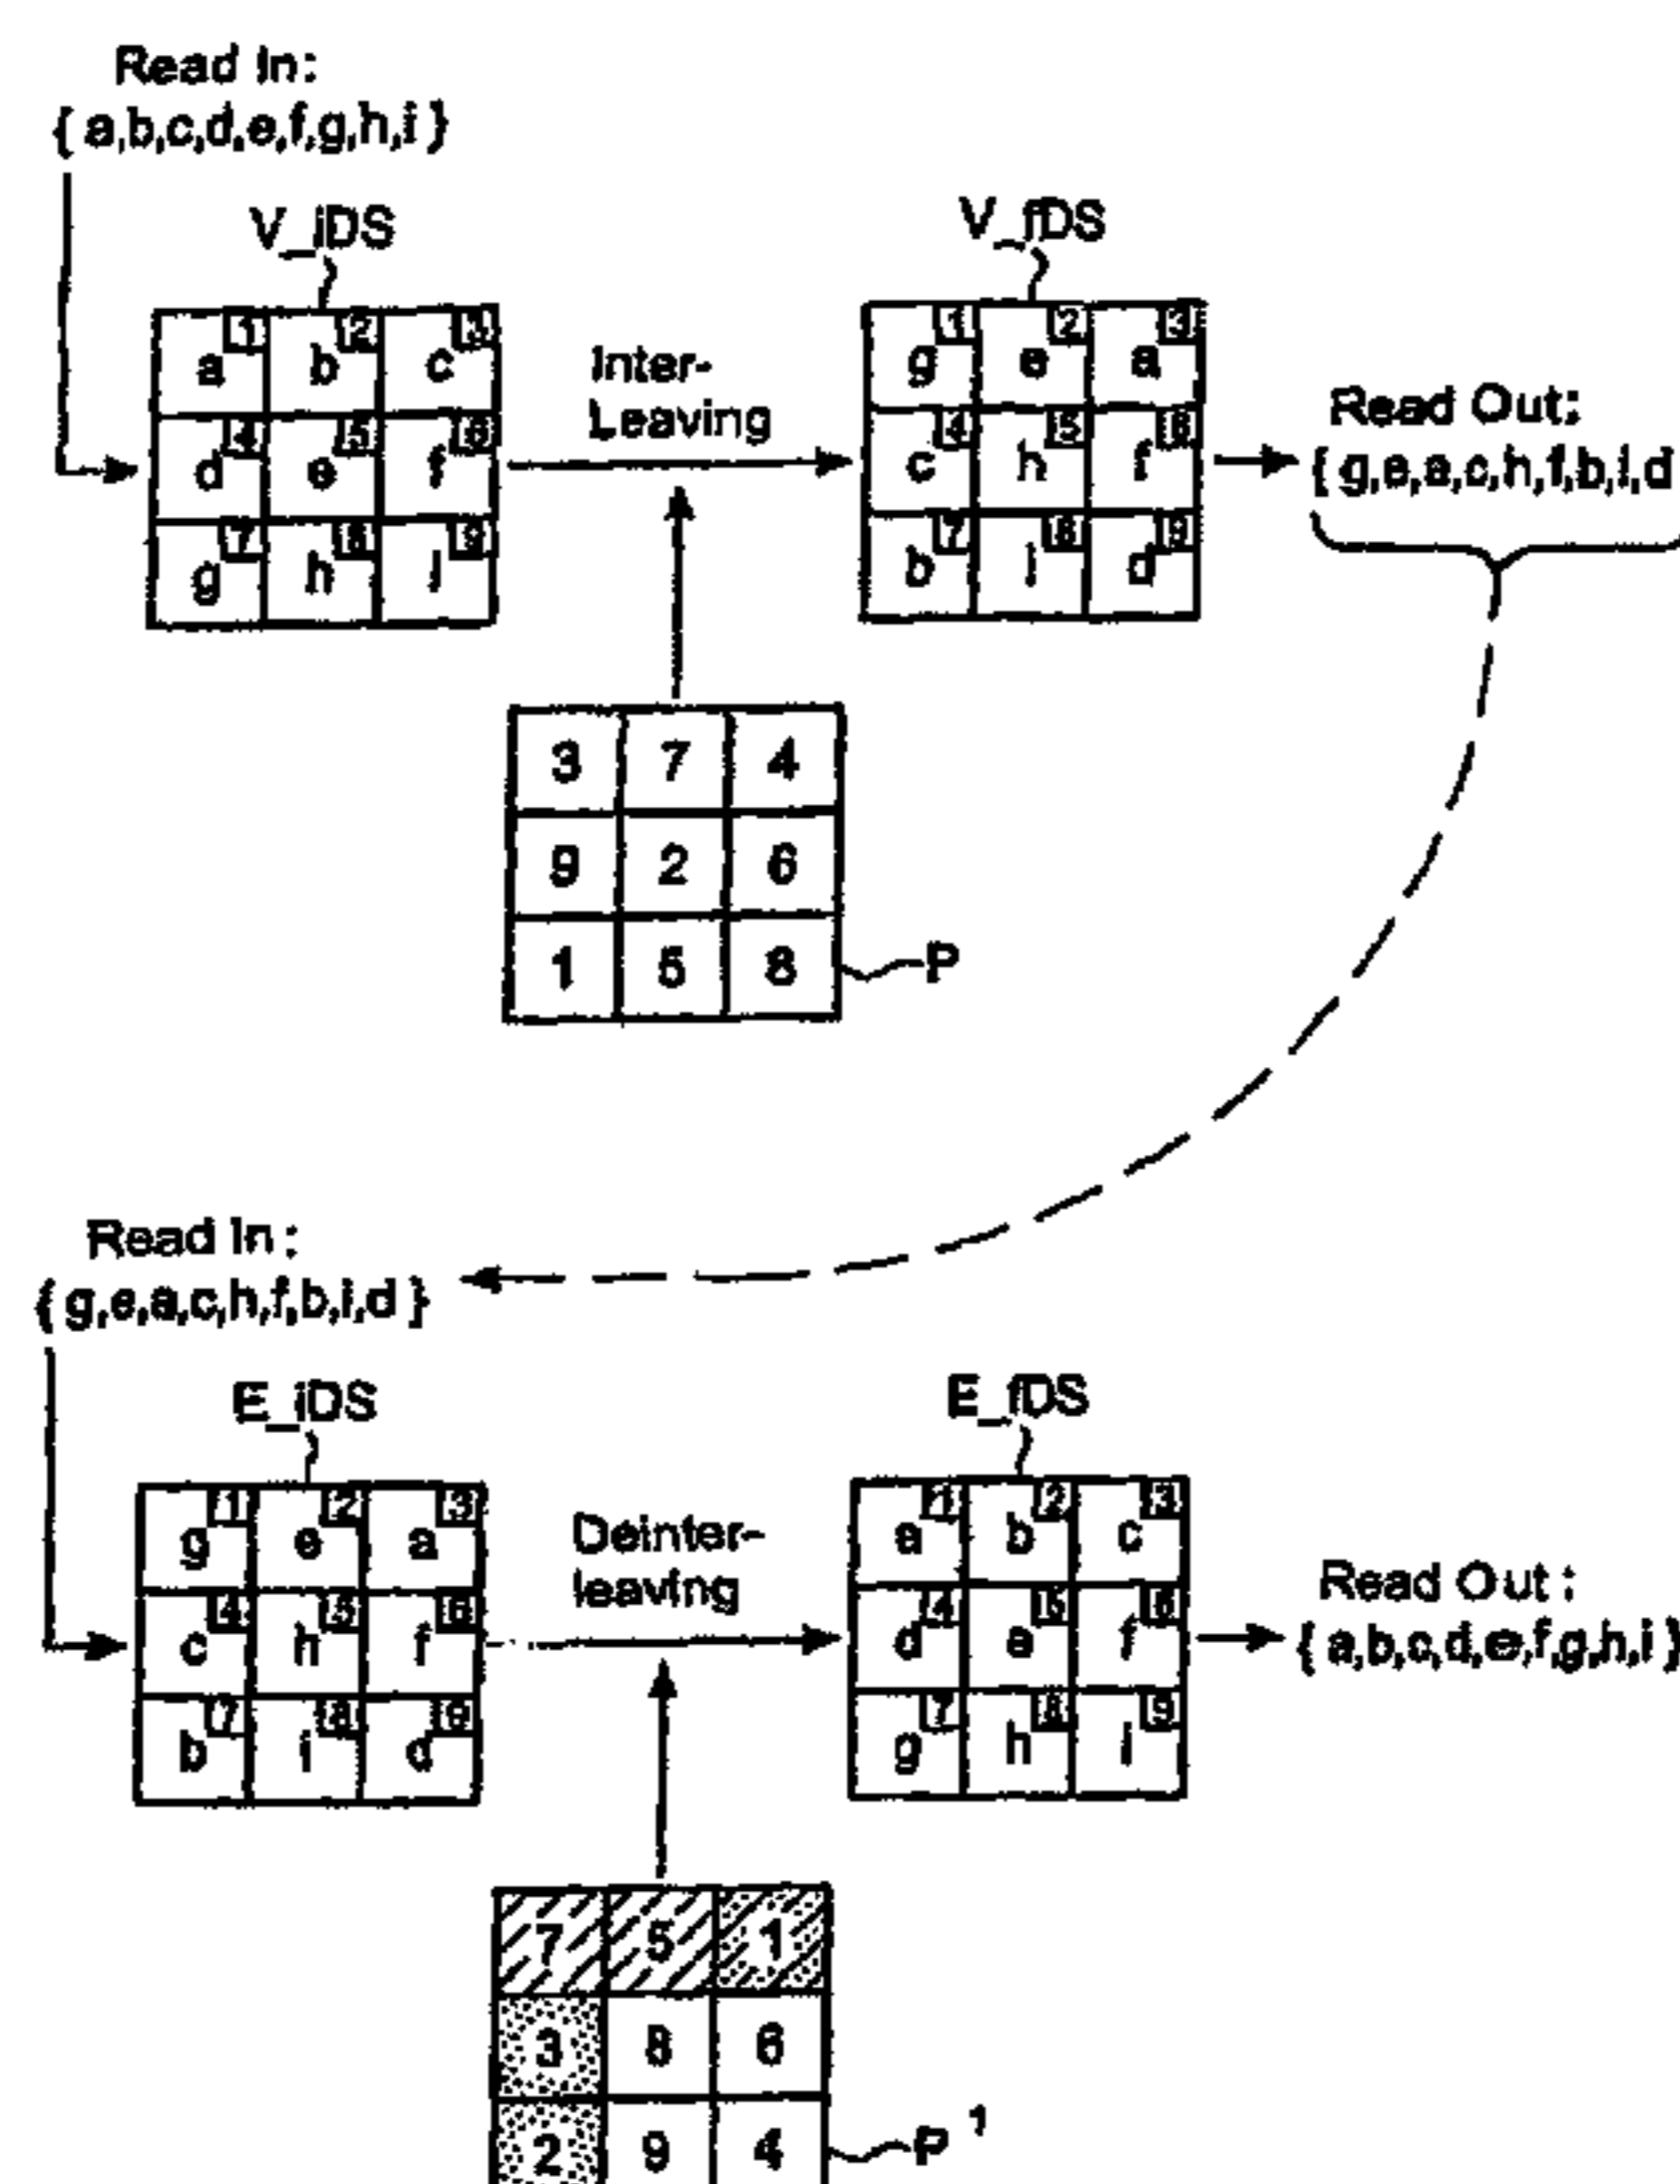 Read In:
{ a,b,c,d,e,f,g,h,i }
V_iDS
V_fDS
1 2 3
a b c
4 5 6
d e f
7 8 9
g h i
Inter-
Leaving
1 2 3
g e a
4 5 6
c h f
7 8 9
b i d
Read Out:
{ g,e,a,c,h,f,b,i,d
3 7 4
9 2 6
1 5 8
P
Read In :
{ g,e,a,c,h,f,b,i,d }
E_iDS
E_fDS
1 2 3
g e a
4 5 6
c h f
7 8 9
b i d
Deinter-
leaving
1 2 3
a b c
4 5 6
d e f
7 8 9
g h i
Read Out :
{ a,b,c,d,e,f,g,h,i }
7 5 1
3 8 6
2 9 4
P 1